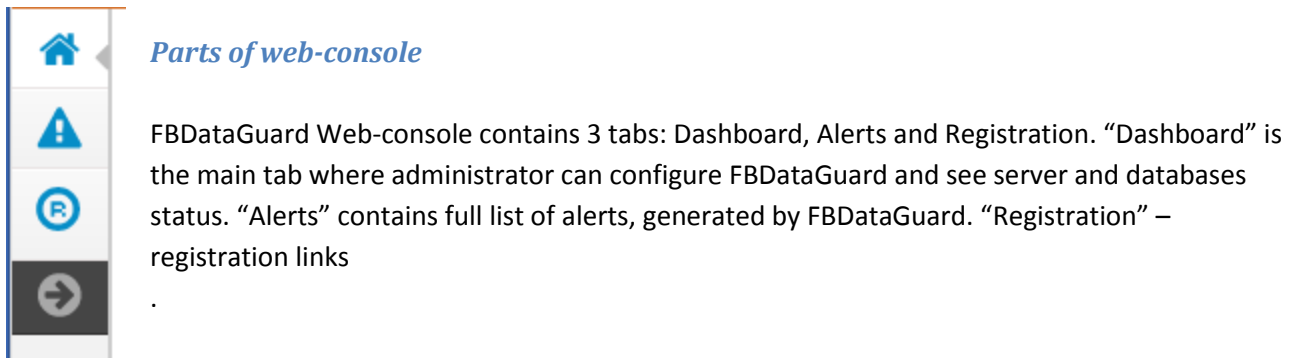 Parts of web-console
FBDataGuard Web-console contains 3 tabs: Dashboard, Alerts and Registration. “Dashboard” is
the main tab where administrator can configure FBDataGuard and see server and databases
status. “Alerts” contains full list of alerts, generated by FBDataGuard. “Registration” –
R
registration links
.